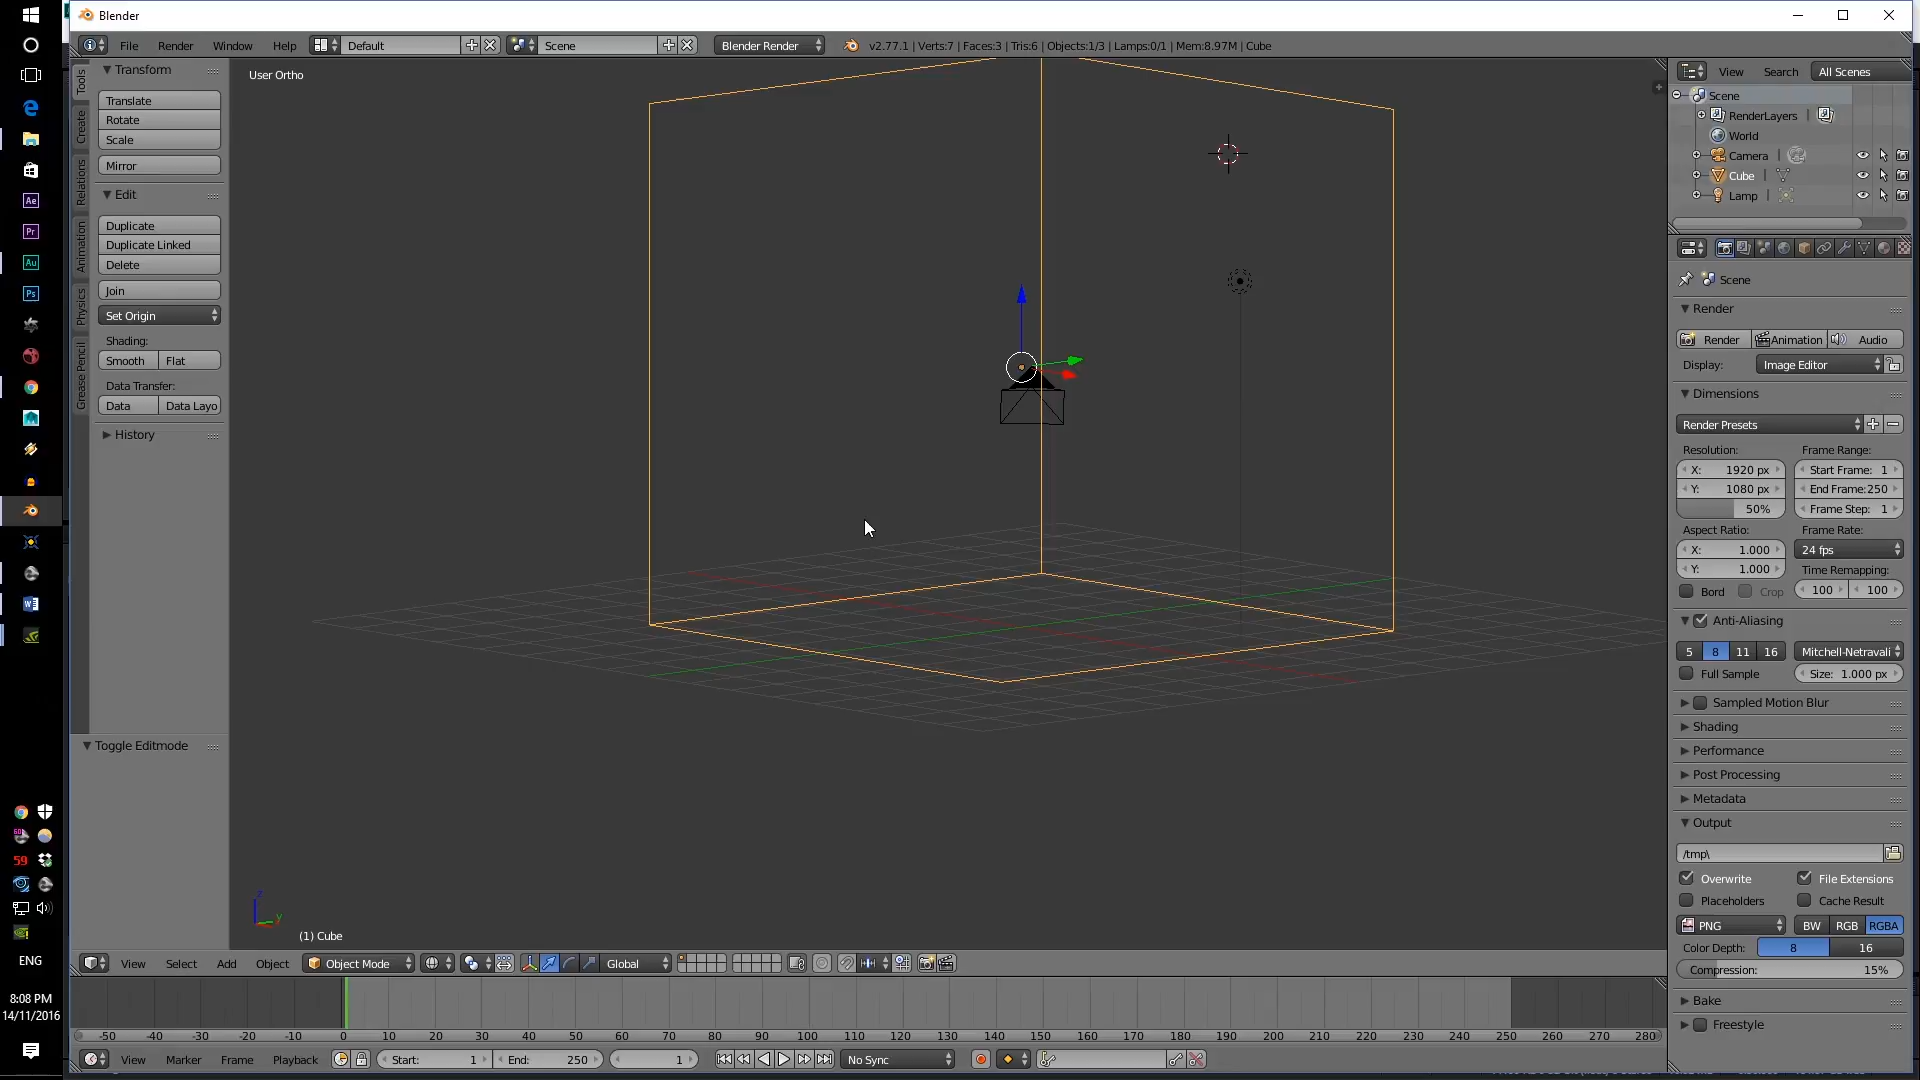 Blender
File Render Window Help Default Scene Blender Render v2.77.1 | Verts:7 | Faces:3 | Tris:6 | Objects:1/3 | Lamps:0/1 | Mem:8.97M | Cube
Tools
Create
Relations
Animation
Physics
Grease Pencil
Transform
Translate
Rotate
Scale
Mirror
Edit
Duplicate
Duplicate Linked
Delete
Join
Set Origin
Shading:
Smooth Flat
Data Transfer:
Data Data Layo
History
Toggle Editmode
User Ortho
z
y
(1) Cube
View Select Add Object Object Mode Global
-50 -40 -30 -20 -10 0 10 20 30 40 50 60 70 80 90 100 110 120 130 140 150 160 170 180 190 200 210 220 230 240 250 260 270 280
View Marker Frame Playback Start: 1 End: 250 1 No Sync
View Search All Scenes
Scene
RenderLayers |
World
Camera |
Cube |
Lamp |
Scene
Render
Render Animation Audio
Display: Image Editor
Dimensions
Render Presets
Resolution: Frame Range:
X: 1920 px Start Frame: 1
Y: 1080 px End Frame:250
50% Frame Step: 1
Aspect Ratio: Frame Rate:
X: 1.000 24 fps
Y: 1.000 Time Remapping:
Bord Crop 100 100
Anti-Aliasing
5 8 11 16 Mitchell-Netravali
Full Sample Size: 1.000 px
Sampled Motion Blur
Shading
Performance
Post Processing
Metadata
Output
/tmp\
Overwrite File Extensions
Placeholders Cache Result
PNG BW RGB RGBA
Color Depth: 8 16
Compression: 15%
Bake
Freestyle
Ae
Pr
Au
Ps
59
ENG
8:08 PM
14/11/2016